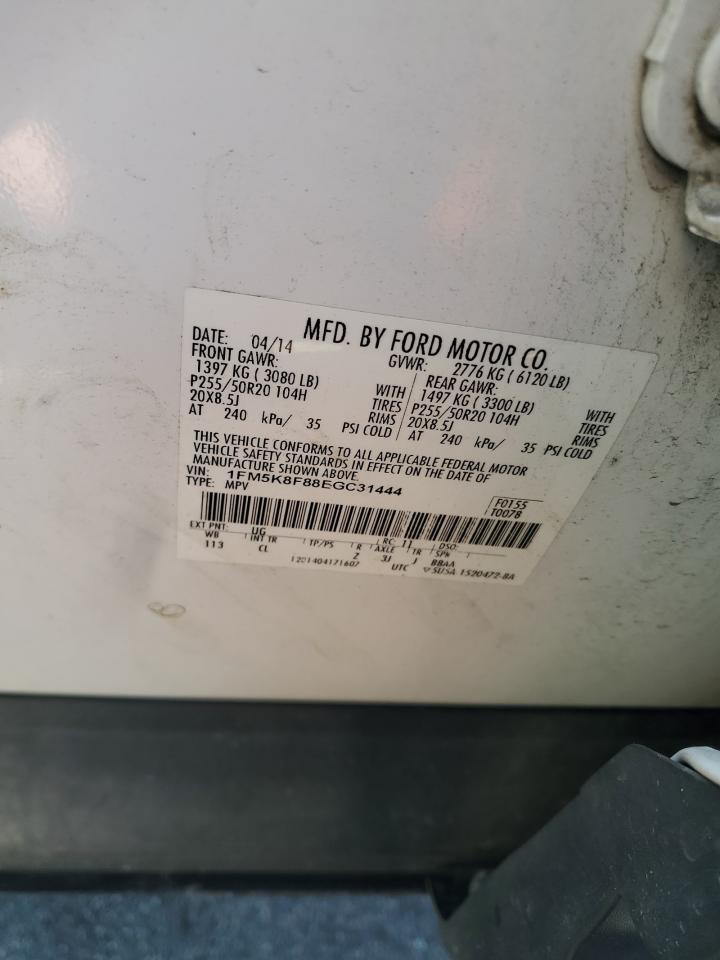 MFD. BY FORD MOTOR CO.
DATE: 04/14 GVWR: 2776 KG ( 6120 LB)
FRONT GAWR: REAR GAWR:
1397 KG ( 3080 LB) WITH 1497 KG ( 3300 LB) WITH
P255/50R20 104H TIRES P255/50R20 104H TIRES
20X8.5J RIMS 20X8.5J RIMS
AT 240 kPa/ 35 PSI COLD AT 240 kPa/ 35 PSI COLD
THIS VEHICLE CONFORMS TO ALL APPLICABLE FEDERAL MOTOR
VEHICLE SAFETY STANDARDS IN EFFECT ON THE DATE OF
MANUFACTURE SHOWN ABOVE.
VIN: 1FM5K8F88EGC31444
TYPE: MPV
F0155
T0078
EXT PNT: UG RC: 11 DSO:
WB INT TR TP/PS R AXLE TR SPR
113 CL Z 3J J BBAA
1201404171607 UTC SUSA 1520472-BA